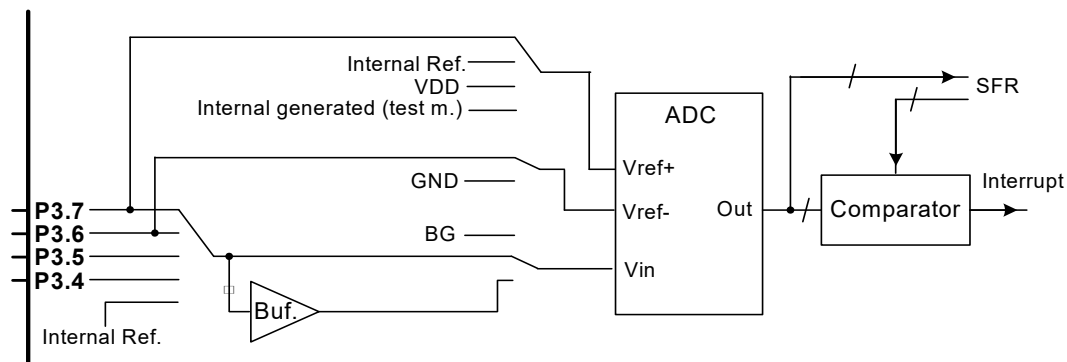 Internal Ref.
VDD
Internal generated (test m.)
ADC
SFR
Vref+
GND
Interrupt
P3.7
Vref-
Out
Comparator
P3.6
BG
P3.5
Vin
P3.4
Buf.
Internal Ref.